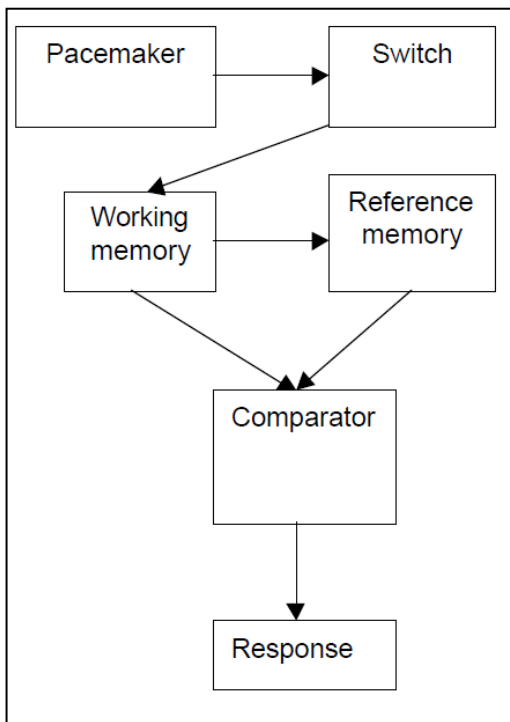 Pacemaker
Switch
Working
memory
Reference
memory
Comparator
Response